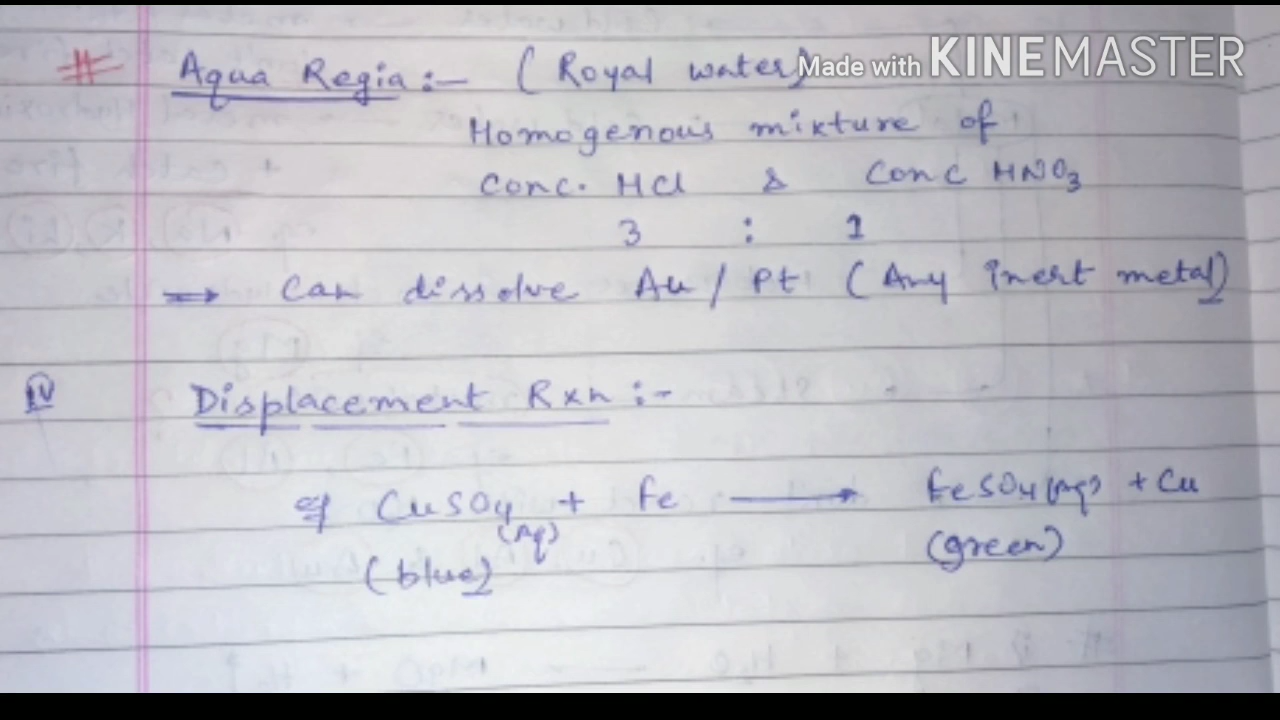 # Aqua Regia :- (Royal water)
Made with KINEMASTER
Homogenous mixture of
Conc. HCl & Conc HNO3
3 : 1
→ Can dissolve Au / Pt (Any inert metal)
IV Displacement Rxn :-
eg CuSO4 (Aq) + Fe → FeSO4 (Aq) + Cu
(blue) (green)